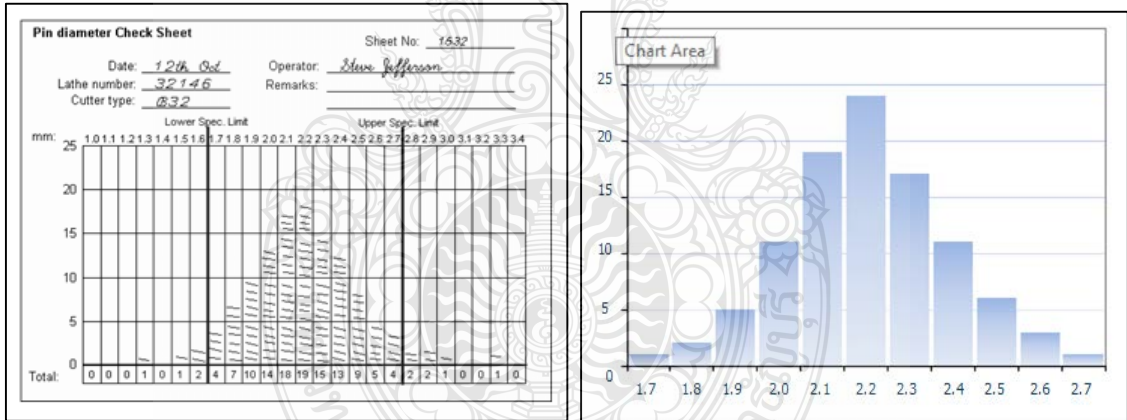 Pin diameter Check Sheet
Sheet No: 1632
Date: 12th Oct
Operator: Steve Jefferson
Lathe number: 32146
Remarks:
Cutter type: B32
Lower Spec. Limit
Upper Spec. Limit
mm: 1.0 1.1 1.2 1.3 1.4 1.5 1.6 1.7 1.8 1.9 2.0 2.1 2.2 2.3 2.4 2.5 2.6 2.7 2.8 2.9 3.0 3.1 3.2 3.3 3.4
25
20
15
10
5
0
Total: 0 0 0 1 0 1 2 4 7 10 14 18 19 15 13 9 5 4 2 2 1 0 0 1 0
Chart Area
25
20
15
10
5
0
1.7 1.8 1.9 2.0 2.1 2.2 2.3 2.4 2.5 2.6 2.7